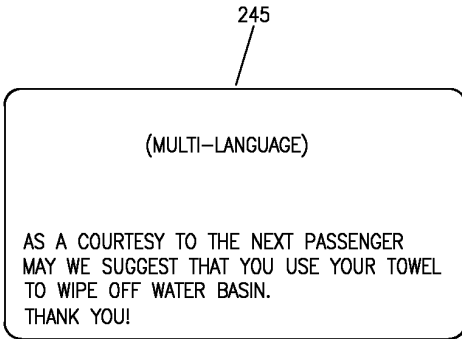 245
(MULTI-LANGUAGE)
AS A COURTESY TO THE NEXT PASSENGER
MAY WE SUGGEST THAT YOU USE YOUR TOWEL
TO WIPE OFF WATER BASIN.
THANK YOU!